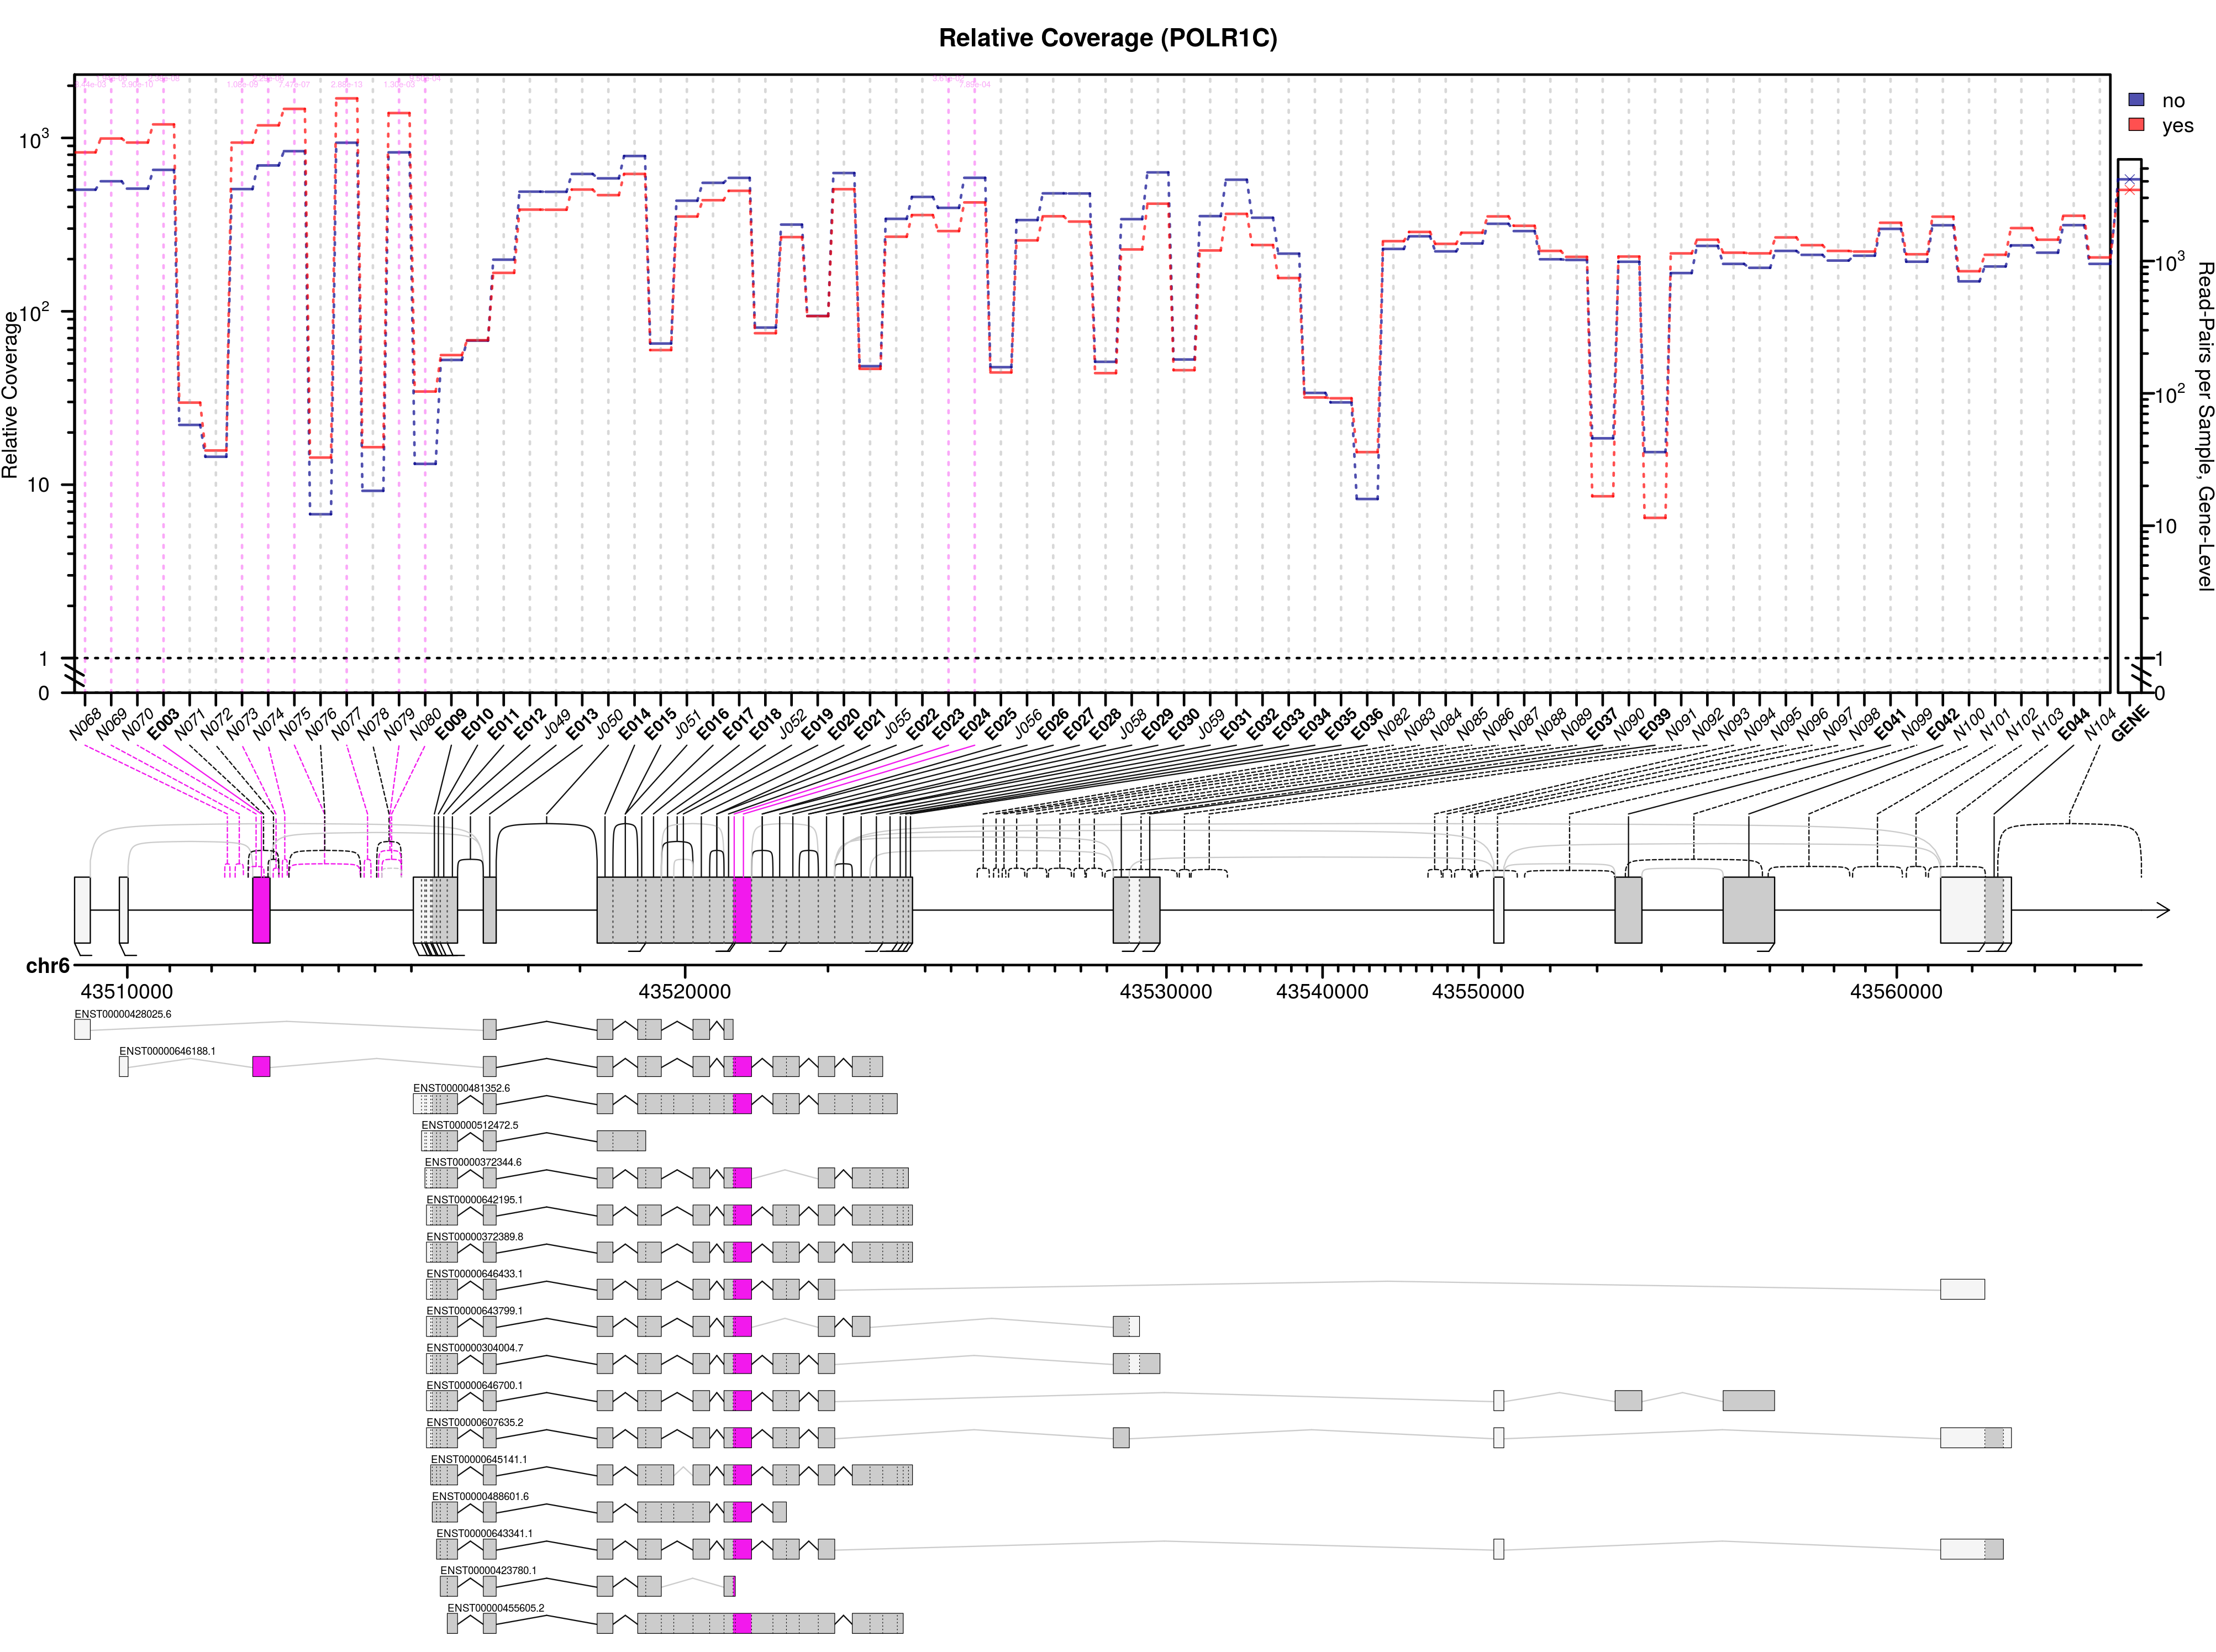 Relative Coverage (POLR1C)
no
yes
Relative Coverage
10³
10²
10
1
0
Read-Pairs per Sample, Gene-Level
10³
10²
10
1
0
N068 N069 N070 E003 N071 N072 N073 N074 N075 N076 N077 N078 N079 N080 E009 E010 E011 E012 J049 E013 J050 E014 E015 J051 E016 E017 E018 J052 E019 E020 E021 J055 E022 E023 E024 E025 J056 E026 E027 E028 J058 E029 E030 J059 E031 E032 E033 E034 E035 E036 N082 N083 N084 N085 N086 N087 N088 N089 E037 N090 E039 N091 N092 N093 N094 N095 N096 N097 N098 E041 N099 E042 N100 N101 N102 N103 E044 N104 GENE
chr6
43510000 43520000 43530000 43540000 43550000 43560000
ENST00000428025.6
ENST00000646188.1
ENST00000481352.6
ENST00000512472.5
ENST00000372344.6
ENST00000642195.1
ENST00000372389.8
ENST00000646433.1
ENST00000643799.1
ENST00000304004.7
ENST00000646700.1
ENST00000607635.2
ENST00000645141.1
ENST00000488601.6
ENST00000643341.1
ENST00000423780.1
ENST00000455605.2